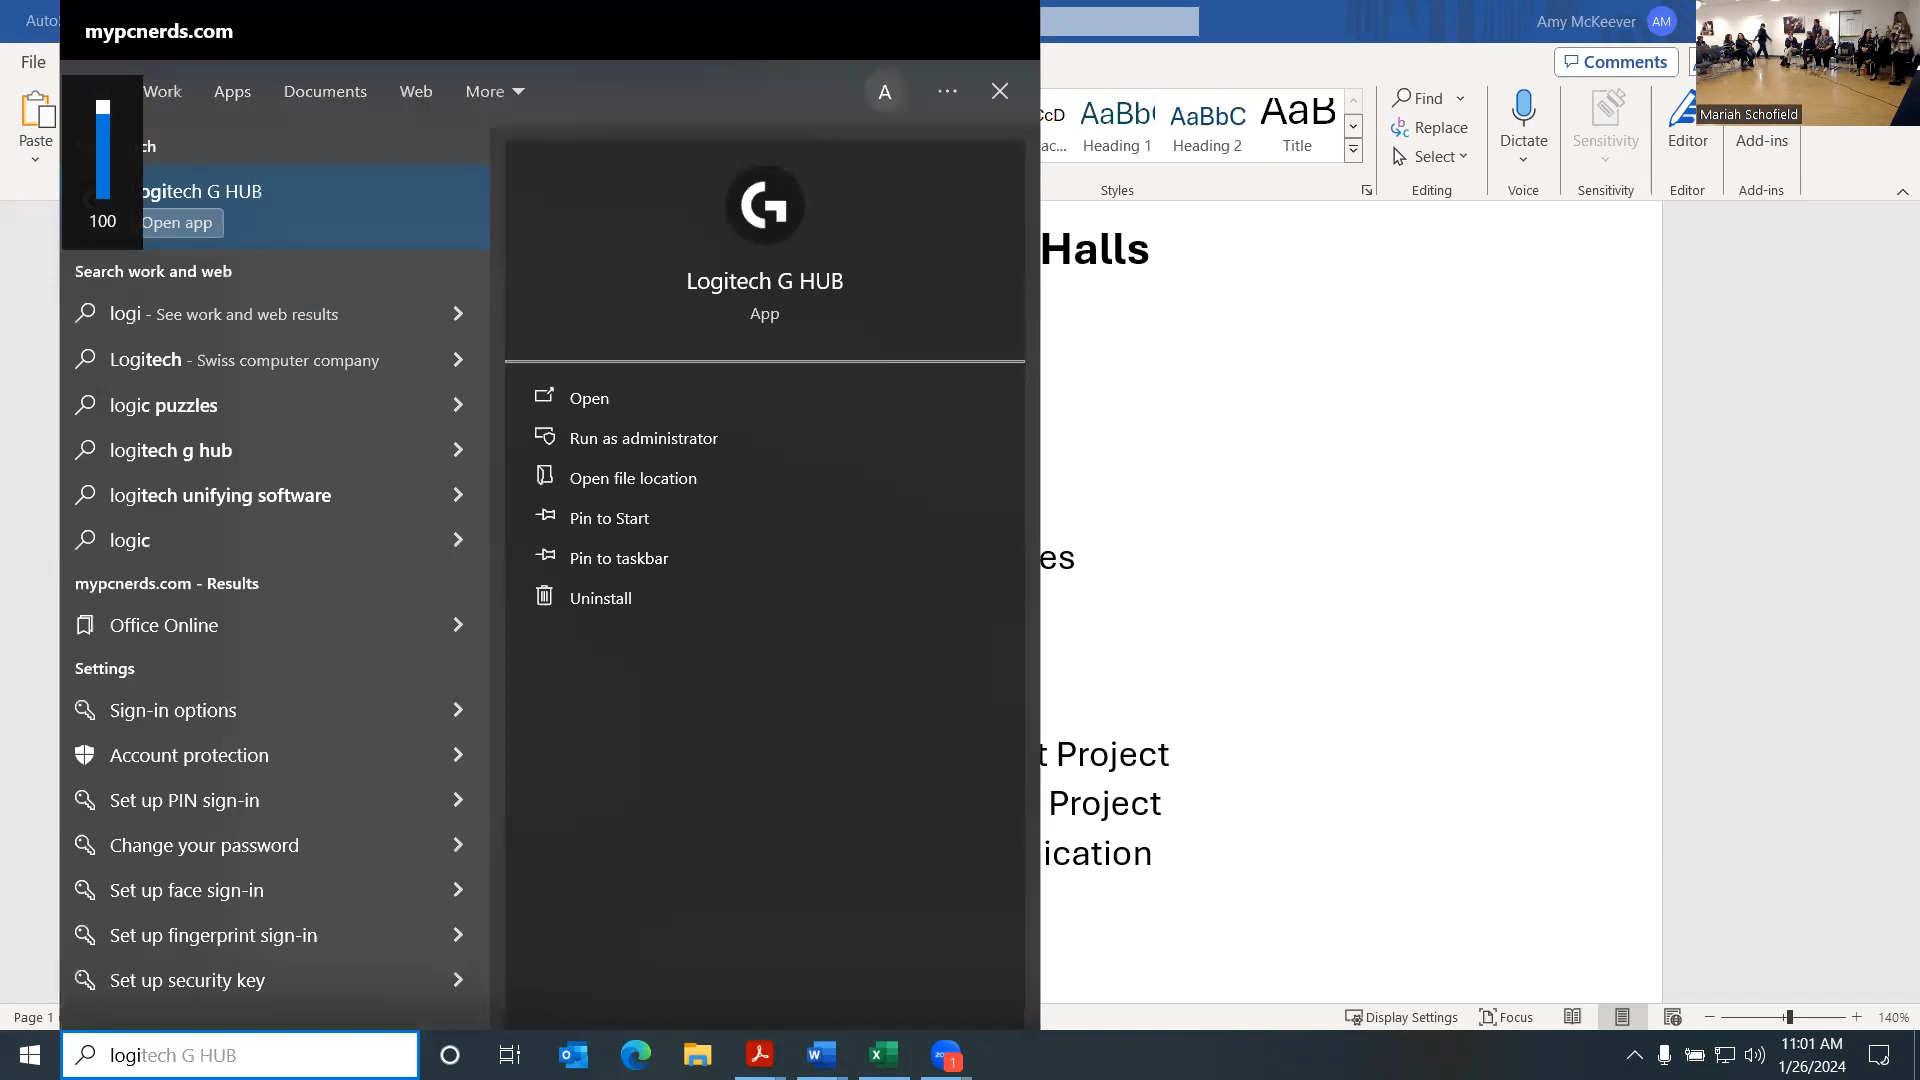 mypcnerds.com
Work
Apps
Documents
Web
More
A
ch
100
ogitech G HUB
Open app
Search work and web
logi - See work and web results
Logitech - Swiss computer company
logic puzzles
logitech g hub
logitech unifying software
logic
mypcnerds.com - Results
Office Online
Settings
Sign-in options
Account protection
Set up PIN sign-in
Change your password
Set up face sign-in
Set up fingerprint sign-in
Set up security key
Logitech G HUB
App
Open
Run as administrator
Open file location
Pin to Start
Pin to taskbar
Uninstall
Auto
File
Paste
Amy McKeever AM
Comments
Mariah Schofield
CcD AaBb AaBbC AaB
ac... Heading 1 Heading 2 Title
Styles
Find
Replace
Select
Editing
Dictate
Voice
Sensitivity
Sensitivity
Editor
Editor
Add-ins
Add-ins
Halls
es
t Project
Project
ication
Page 1
Display Settings
Focus
140%
logitech G HUB
zoom
1
11:01 AM
1/26/2024